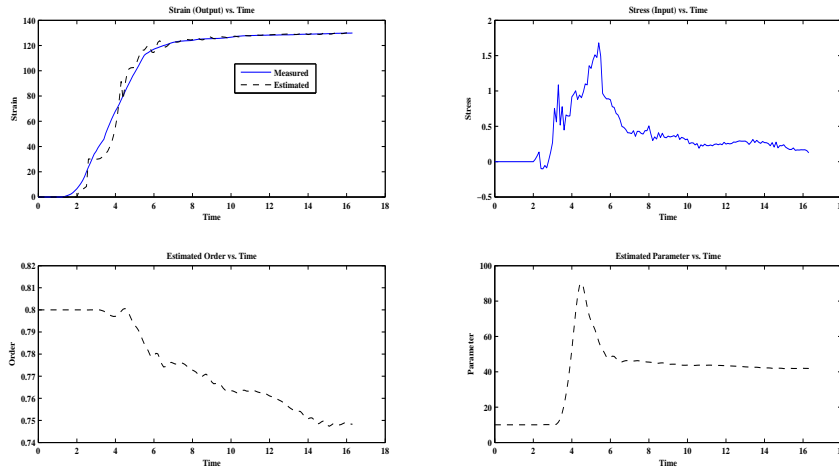 Strain (Output) vs. Time
140
120
100
80
60
40
20
0
Strain
0 2 4 6 8 10 12 14 16 18
Time
Measured
Estimated
Stress (Input) vs. Time
2
1.5
1
0.5
0
−0.5
Stress
0 2 4 6 8 10 12 14 16 18
Time
Estimated Order vs. Time
0.82
0.81
0.8
0.79
0.78
0.77
0.76
0.75
0.74
Order
0 2 4 6 8 10 12 14 16 18
Time
Estimated Parameter vs. Time
100
80
60
40
20
0
Parameter
0 2 4 6 8 10 12 14 16 18
Time